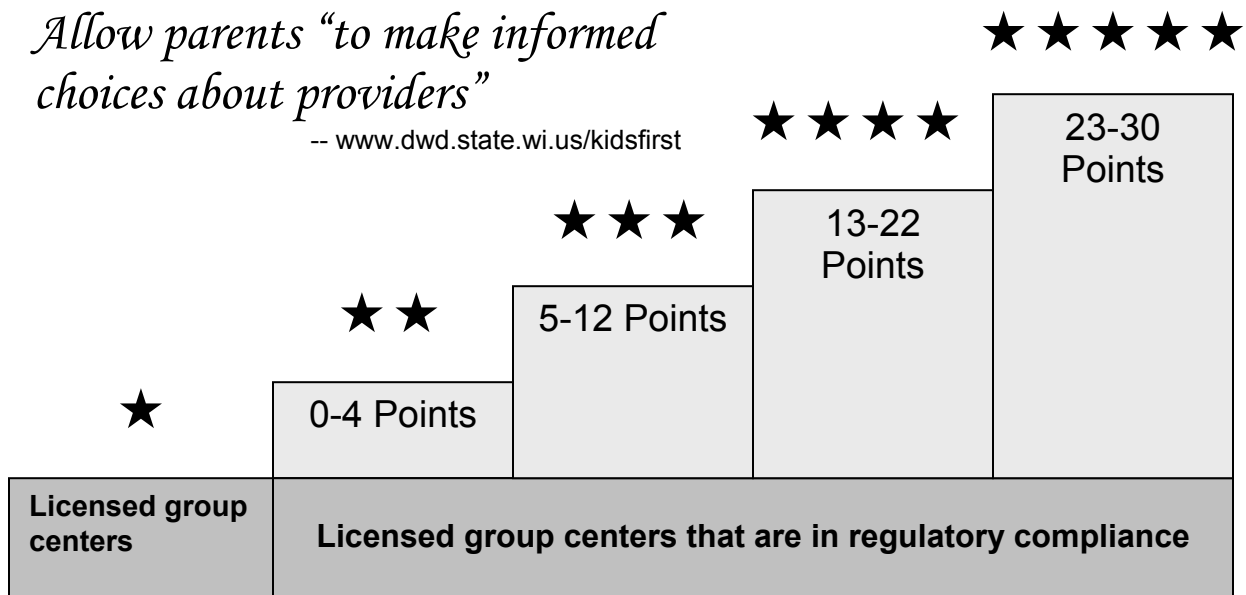 Allow parents “to make informed
choices about providers”
-- www.dwd.state.wi.us/kidsfirst
23-30
Points
13-22
Points
5-12 Points
0-4 Points
Licensed group
centers
Licensed group centers that are in regulatory compliance